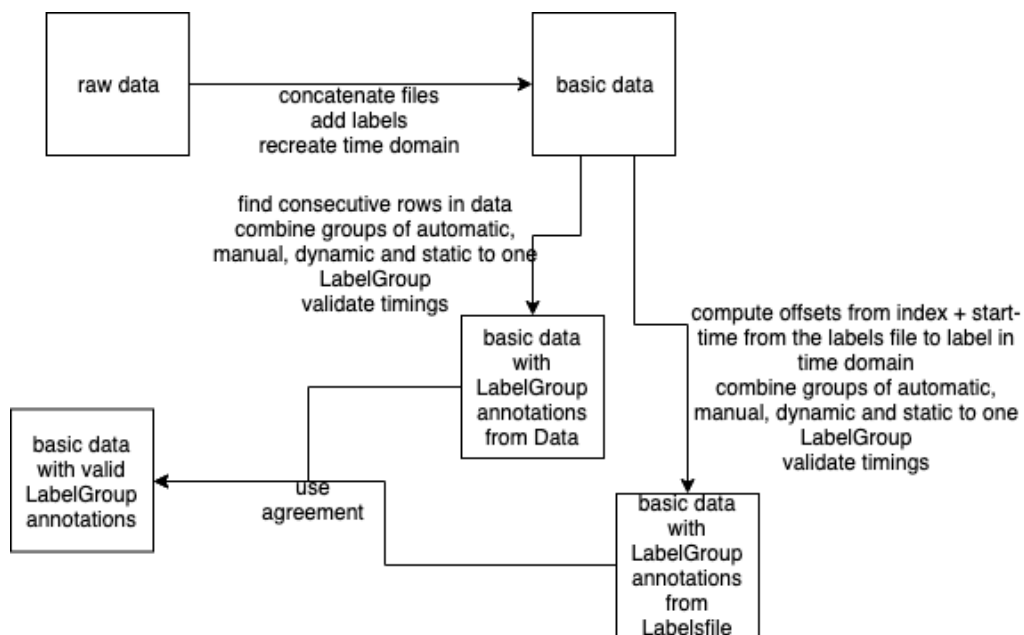 raw data
concatenate files
add labels
recreate time domain
basic data
find consecutive rows in data
combine groups of automatic,
manual, dynamic and static to one
LabelGroup
validate timings
compute offsets from index + start-
time from the labels file to label in
time domain
combine groups of automatic,
manual, dynamic and static to one
LabelGroup
validate timings
basic data
with
LabelGroup
annotations
from Data
basic data
with valid
LabelGroup
annotations
use
agreement
basic data
with
LabelGroup
annotations
from
Labelsfile